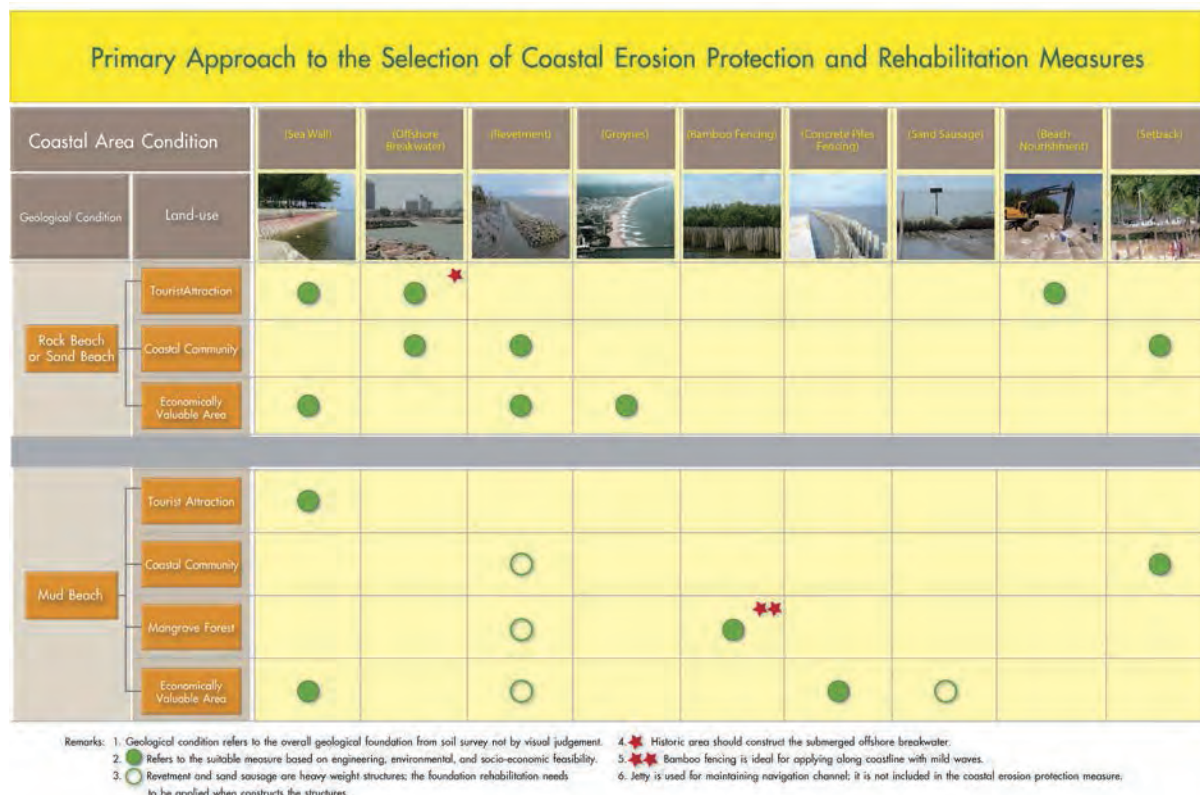 Primary Approach to the Selection of Coastal Erosion Protection and Rehabilitation Measures
Coastal Area Condition
(Sea Wall)
(Offshore
Breakwater)
(Revetment)
(Groynes)
(Bamboo Fencing)
(Concrete Piles
Fencing)
(Sand Sausage)
(Beach
Nourishment)
(Setback)
Geological Condition
Land-use
Rock Beach
or Sand Beach
TouristAttraction
Coastal Community
Economically
Valuable Area
Mud Beach
Tourist Attraction
Coastal Community
Mangrove Forest
Economically
Valuable Area
Remarks: 1. Geological condition refers to the overall geological foundation from soil survey not by visual judgement.
2. Refers to the suitable measure based on engineering, environmental, and socio-economic feasibility.
3. Revetment and sand sausage are heavy weight structures; the foundation rehabilitation needs
to be applied when constructs the structures.
4. Historic area should construct the submerged offshore breakwater.
5. Bamboo fencing is ideal for applying along coastline with mild waves.
6. Jetty is used for maintaining navigation channel; it is not included in the coastal erosion protection measure.